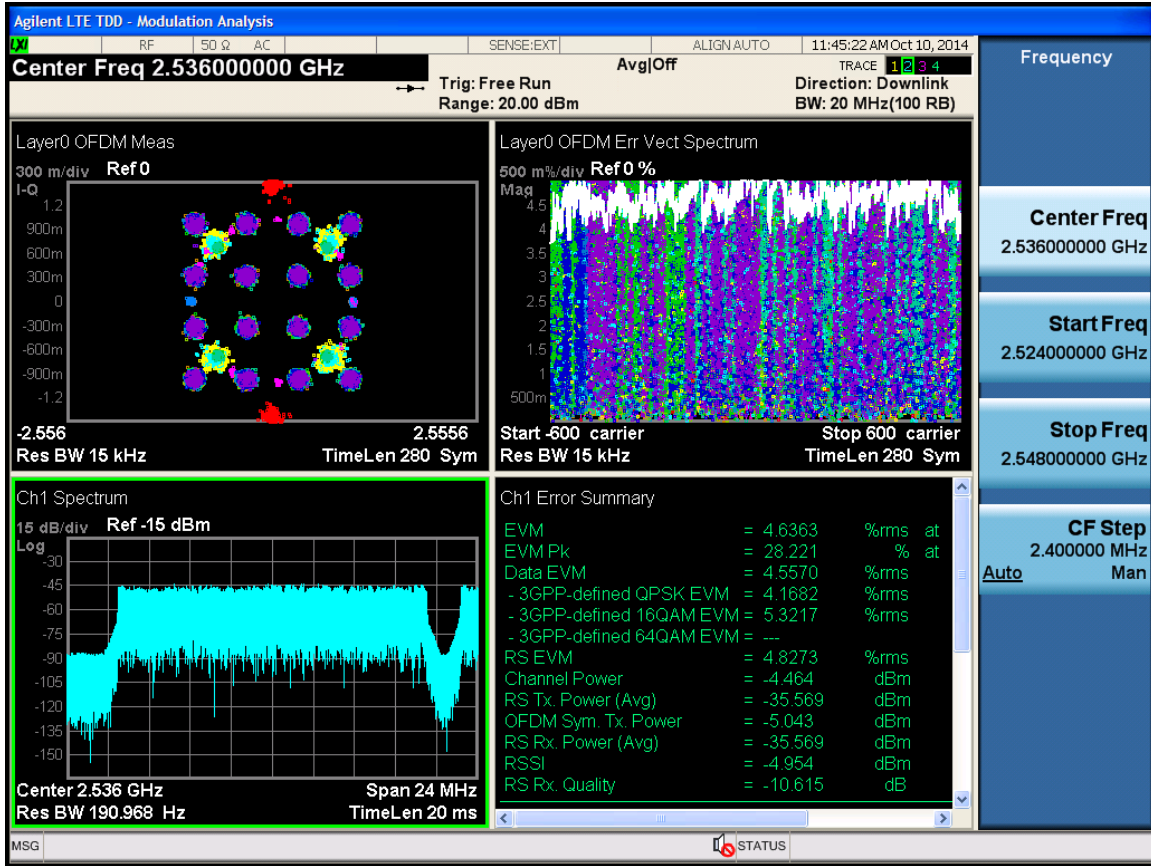 Agilent LTE TDD - Modulation Analysis
LXI RF 50 Ω AC SENSE:EXT ALIGN AUTO 11:45:22 AM Oct 10, 2014
Center Freq 2.536000000 GHz
Avg|Off
TRACE 1 2 3 4
Trig: Free Run
Direction: Downlink
Range: 20.00 dBm
BW: 20 MHz(100 RB)
Layer0 OFDM Meas
300 m/div Ref 0
I-Q
1.2
900m
600m
300m
0
-300m
-600m
-900m
-1.2
-2.556 2.5556
Res BW 15 kHz TimeLen 280 Sym
Layer0 OFDM Err Vect Spectrum
500 m%/div Ref 0 %
Mag
4.5
4
3.5
3
2.5
2
1.5
1
500m
Start -600 carrier Stop 600 carrier
Res BW 15 kHz TimeLen 280 Sym
Ch1 Spectrum
15 dB/div Ref -15 dBm
Log
-30
-45
-60
-75
-90
-105
-120
-135
-150
Center 2.536 GHz Span 24 MHz
Res BW 190.968 Hz TimeLen 20 ms
Ch1 Error Summary
EVM = 4.6363 %rms at
EVM Pk = 28.221 % at
Data EVM = 4.5570 %rms
- 3GPP-defined QPSK EVM = 4.1682 %rms
- 3GPP-defined 16QAM EVM = 5.3217 %rms
- 3GPP-defined 64QAM EVM = ---
RS EVM = 4.8273 %rms
Channel Power = -4.464 dBm
RS Tx. Power (Avg) = -35.569 dBm
OFDM Sym. Tx. Power = -5.043 dBm
RS Rx. Power (Avg) = -35.569 dBm
RSSI = -4.954 dBm
RS Rx. Quality = -10.615 dB
Frequency
Center Freq
2.536000000 GHz
Start Freq
2.524000000 GHz
Stop Freq
2.548000000 GHz
CF Step
2.400000 MHz
Auto Man
MSG STATUS